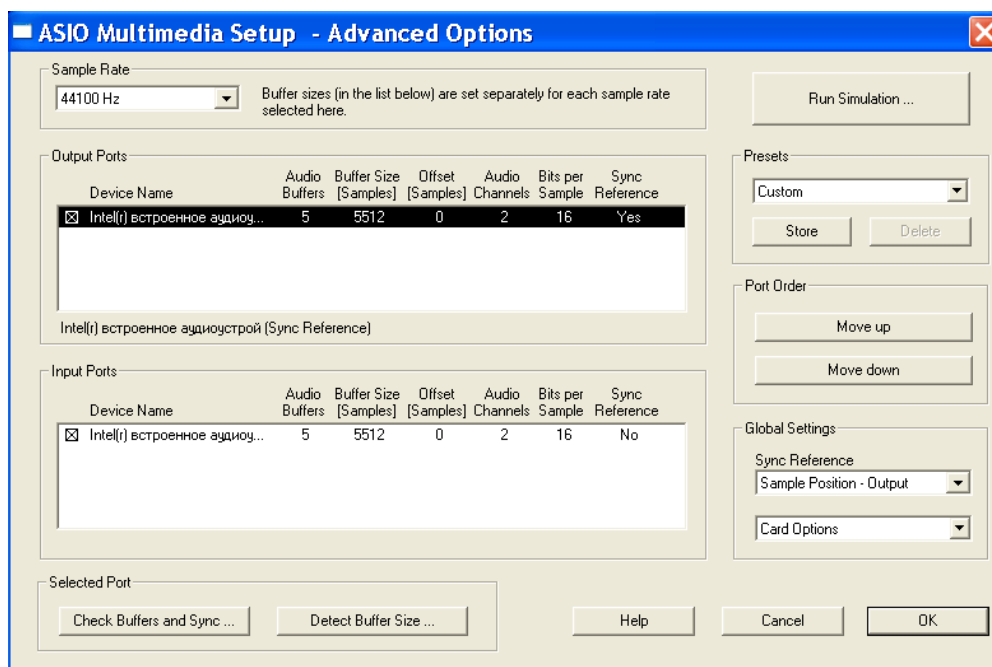 ASIO Multimedia Setup - Advanced Options
Sample Rate
44100 Hz
Buffer sizes (in the list below) are set separately for each sample rate
selected here.
Run Simulation ...
Output Ports
Device Name Audio Buffers Buffer Size [Samples] Offset [Samples] Audio Channels Bits per Sample Sync Reference
Intel(r) встроенное аудиоу... 5 5512 0 2 16 Yes
Intel(r) встроенное аудиоустрой (Sync Reference)
Presets
Custom
Store Delete
Port Order
Move up
Move down
Input Ports
Device Name Audio Buffers Buffer Size [Samples] Offset [Samples] Audio Channels Bits per Sample Sync Reference
Intel(r) встроенное аудиоу... 5 5512 0 2 16 No
Global Settings
Sync Reference
Sample Position - Output
Card Options
Selected Port
Check Buffers and Sync ... Detect Buffer Size ...
Help Cancel OK